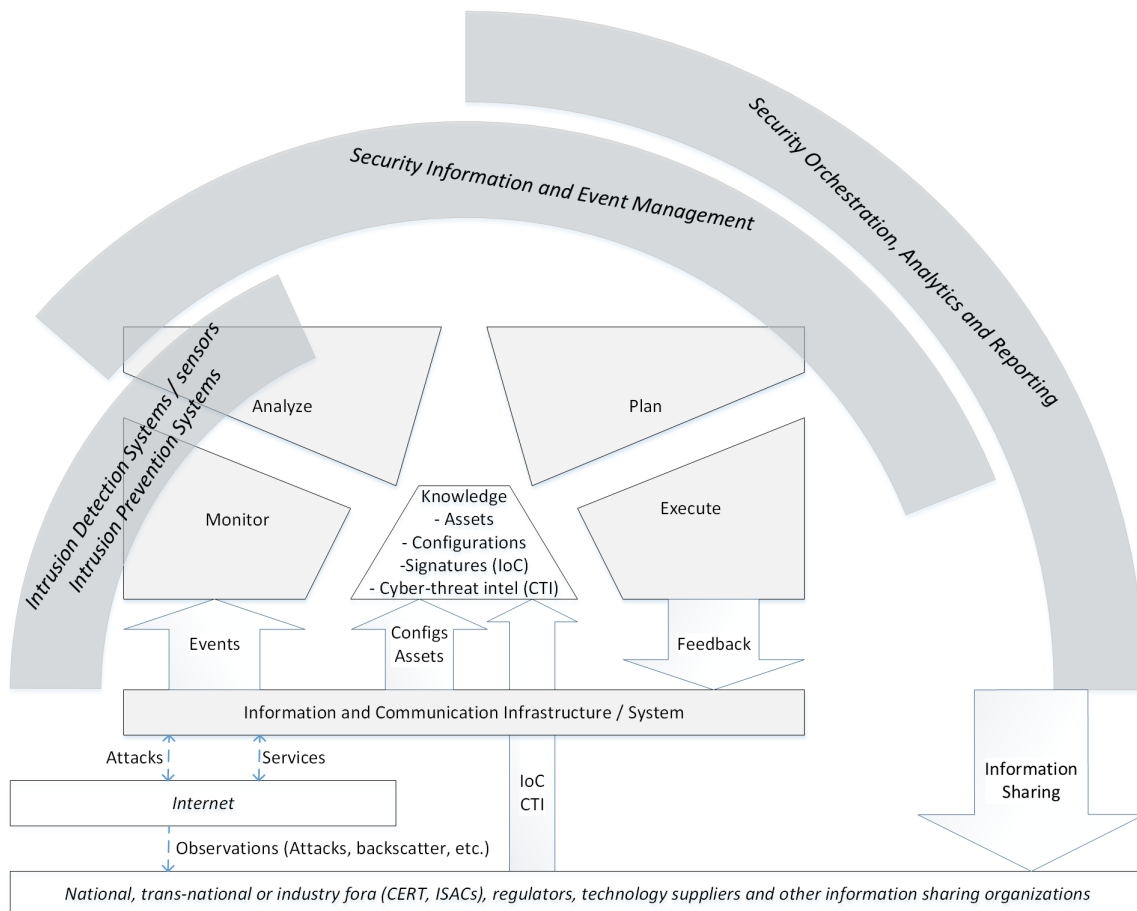 Security Orchestration, Analytics and Reporting
Security Information and Event Management
Intrusion Detection Systems / sensors
Intrusion Prevention Systems
Analyze
Plan
Monitor
Execute
Knowledge
- Assets
- Configurations
-Signatures (IoC)
- Cyber-threat intel (CTI)
Events
Configs
Assets
Feedback
Information and Communication Infrastructure / System
Attacks
Services
IoC
CTI
Information
Sharing
Internet
Observations (Attacks, backscatter, etc.)
National, trans-national or industry fora (CERT, ISACs), regulators, technology suppliers and other information sharing organizations